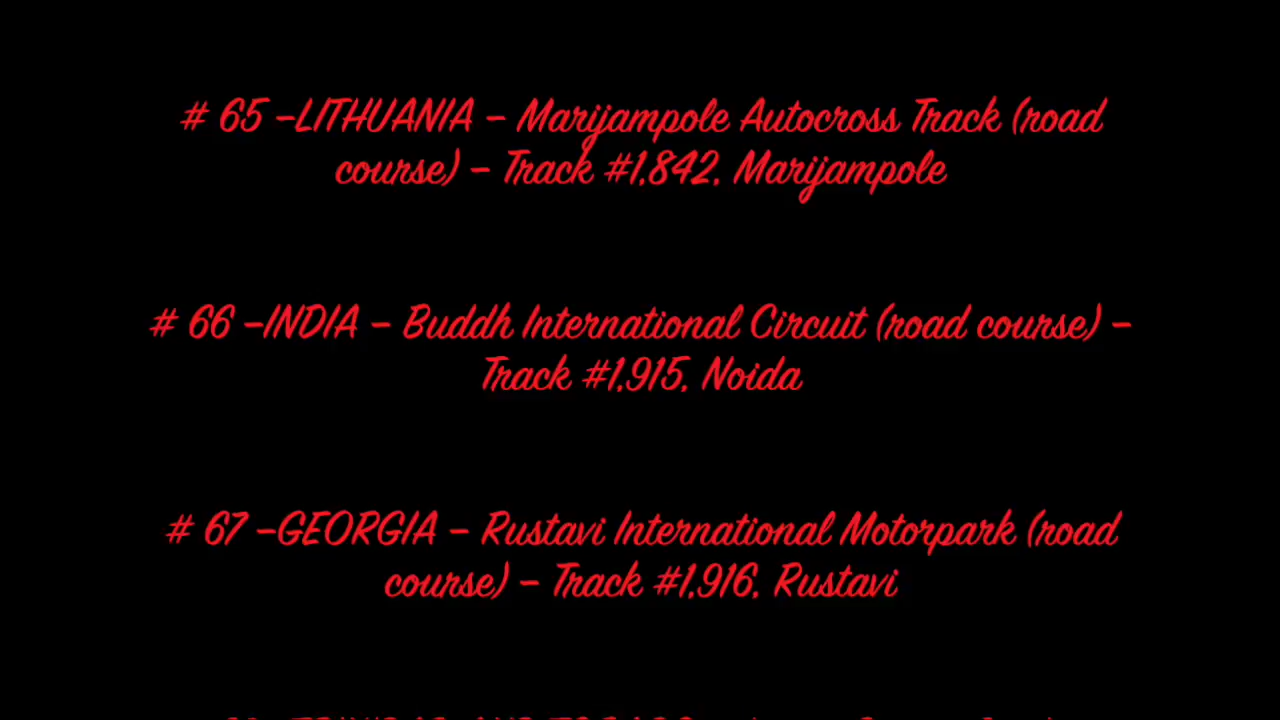 # 65 –LITHUANIA – Marijampole Autocross Track (road
course) – Track #1,842, Marijampole
# 66 –INDIA – Buddh International Circuit (road course) –
Track #1,915, Noida
# 67 –GEORGIA – Rustavi International Motorpark (road
course) – Track #1,916, Rustavi